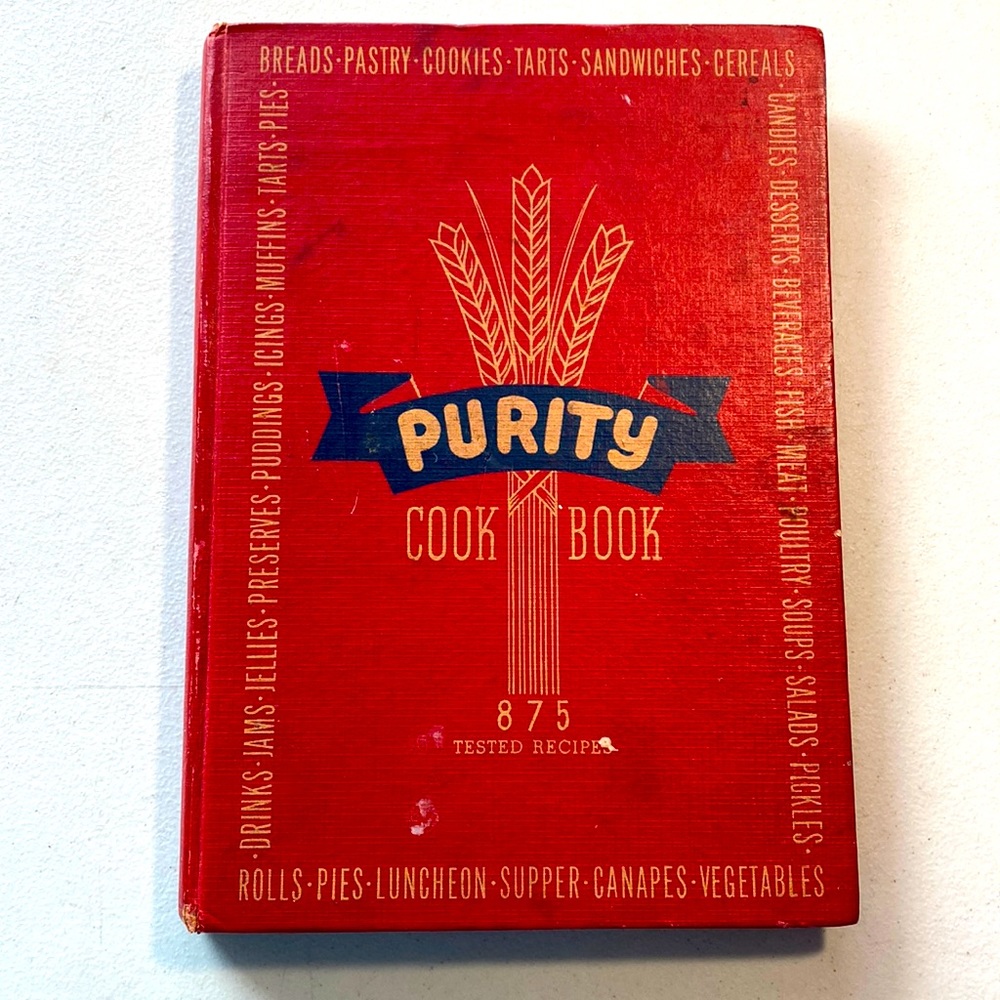 BREADS·PASTRY·COOKIES·TARTS·SANDWICHES·CEREALS
·CANDIES·DESSERTS·BEVERAGES·FISH·MEAT·POULTRY·SOUPS·SALADS·PICKLES·
·DRINKS·JAMS·JELLIES·PRESERVES·PUDDINGS·ICINGS·MUFFINS·TARTS·PIES·
PURITY
COOK BOOK
875
TESTED RECIPES
ROLLS·PIES·LUNCHEON·SUPPER·CANAPES·VEGETABLES